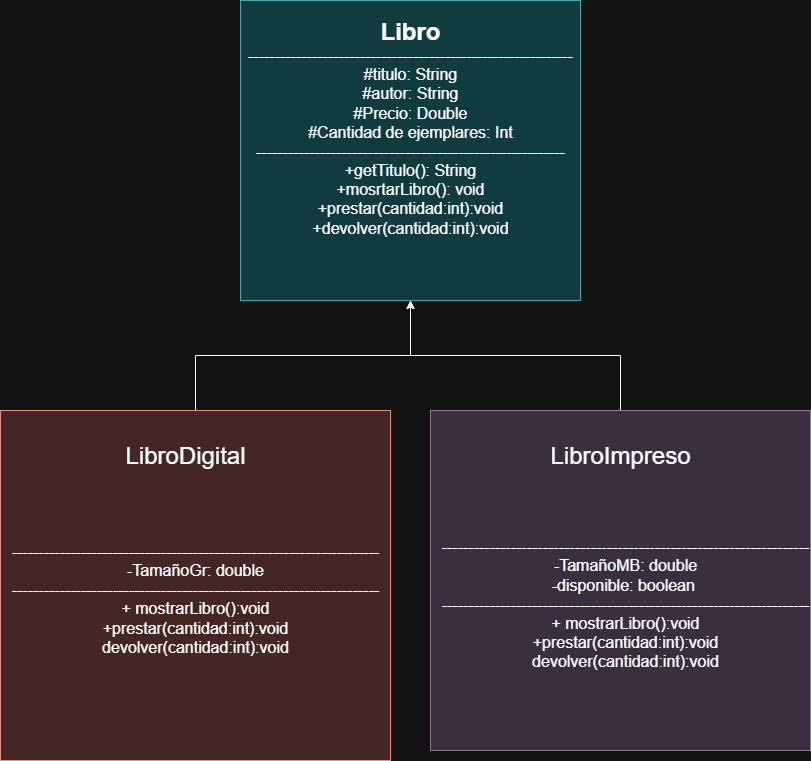 Libro
#titulo: String
#autor: String
#Precio: Double
#Cantidad de ejemplares: Int
+getTitulo(): String
+mosrtarLibro(): void
+prestar(cantidad:int):void
+devolver(cantidad:int):void
LibroDigital
-TamañoGr: double
+ mostrarLibro():void
+prestar(cantidad:int):void
devolver(cantidad:int):void
LibroImpreso
-TamañoMB: double
-disponible: boolean
+ mostrarLibro():void
+prestar(cantidad:int):void
devolver(cantidad:int):void